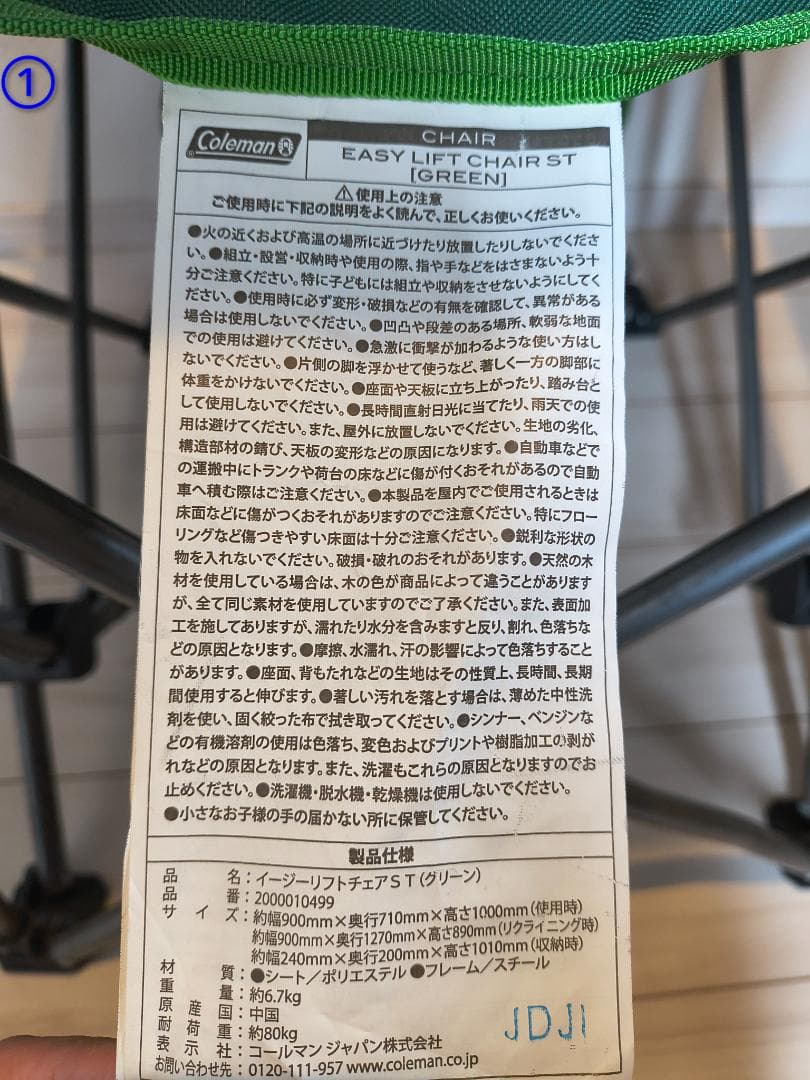 ①
Coleman
CHAIR
EASY LIFT CHAIR ST
[GREEN]
⚠使用上の注意
ご使用時に下記の説明をよく読んで、正しくお使いください。
●火の近くおよび高温の場所に近づけたり放置したりしないでくださ
い。●組立・設営・収納時や使用の際、指や手などをはさまないよう十
分ご注意ください。特に子どもには組立や収納をさせないようにしてく
ださい。●使用時に必ず変形・破損などの有無を確認して、異常がある
場合は使用しないでください。●凹凸や段差のある場所、軟弱な地面
での使用は避けてください。●急激に衝撃が加わるような使い方はし
ないでください。●片側の脚を浮かせて使うなど、著しく一方の脚部に
体重をかけないでください。●座面や天板に立ち上がったり、踏み台と
して使用しないでください。●長時間直射日光に当てたり、雨天での使
用は避けてください。また、屋外に放置しないでください。生地の劣化、
構造部材の錆び、天板の変形などの原因になります。●自動車などで
の運搬中にトランクや荷台の床などに傷が付くおそれがあるので自動
車へ積む際はご注意ください。●本製品を屋内でご使用されるときは
床面などに傷がつくおそれがありますのでご注意ください。特にフロー
リングなど傷つきやすい床面は十分ご注意ください。●鋭利な形状の
物を入れないでください。破損・破れのおそれがあります。●天然の木
材を使用している場合は、木の色が商品によって違うことがあります
が、全て同じ素材を使用していますのでご了承ください。また、表面加
工を施してありますが、濡れたり水分を含みますと反り、割れ、色落ちな
どの原因となります。●摩擦、水濡れ、汗の影響によって色落ちすること
があります。●座面、背もたれなどの生地はその性質上、長時間、長期
間使用すると伸びます。●著しい汚れを落とす場合は、薄めた中性洗
剤を使い、固く絞った布で拭き取ってください。●シンナー、ベンジンな
どの有機溶剤の使用は色落ち、変色およびプリントや樹脂加工の剥が
れなどの原因となります。また、洗濯もこれらの原因となりますのでお
止めください。●洗濯機・脱水機・乾燥機は使用しないでください。
●小さなお子様の手の届かない所に保管してください。
製品仕様
品名：イージーリフトチェアST(グリーン)
品番：2000010499
サイズ：約幅900mm×奥行710mm×高さ1000mm(使用時)
約幅900mm×奥行1270mm×高さ890mm(リクライニング時)
約幅240mm×奥行200mm×高さ1010(収納時)
材質：●シート／ポリエステル ●フレーム／スチール
重量：約6.7kg
原産国：中国
耐荷重：約80kg
表示社：コールマン ジャパン株式会社
お問い合わせ先：0120-111-957 www.coleman.co.jp
JDJI